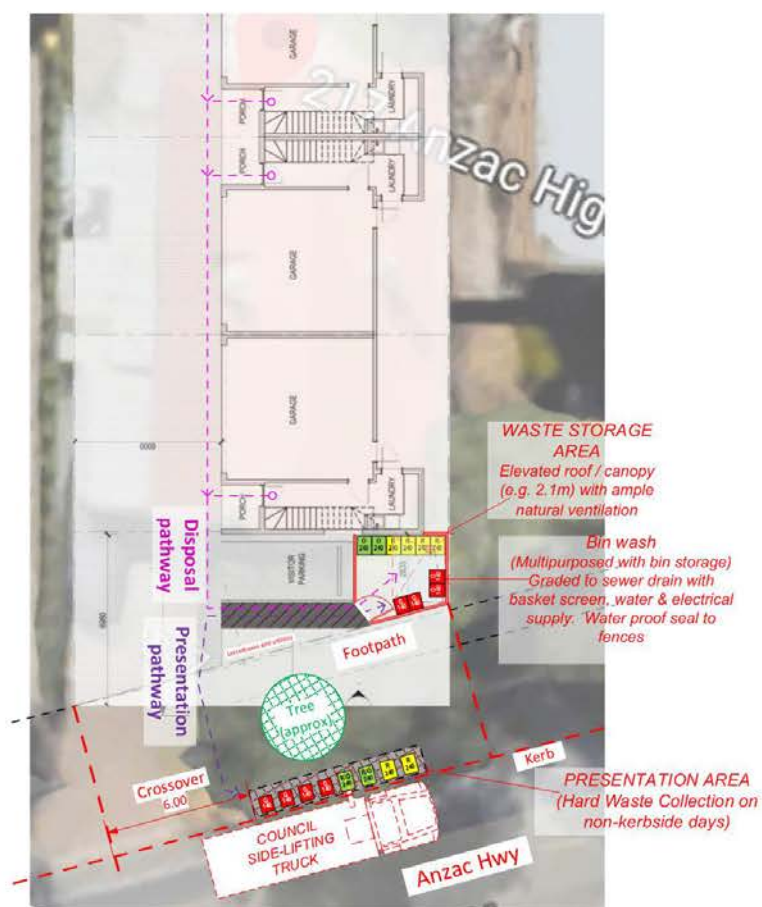 GARAGE
PORCH
LAUNDRY
217 Anzac Hig
PORCH
LAUNDRY
GARAGE
GARAGE
6000
PORCH
LAUNDRY
WASTE STORAGE
AREA
Elevated roof / canopy
(e.g. 2.1m) with ample
natural ventilation
Disposal
pathway
VISITOR
PARKING
Bin wash
(Multipurposed with bin storage)
Graded to sewer drain with
basket screen, water & electrical
supply. Water proof seal to
fences
Presentation
pathway
Footpath
Tree
(approx)
Kerb
Crossover
6.00
PRESENTATION AREA
(Hard Waste Collection on
non-kerbside days)
COUNCIL
SIDE-LIFTING
TRUCK
Anzac Hwy